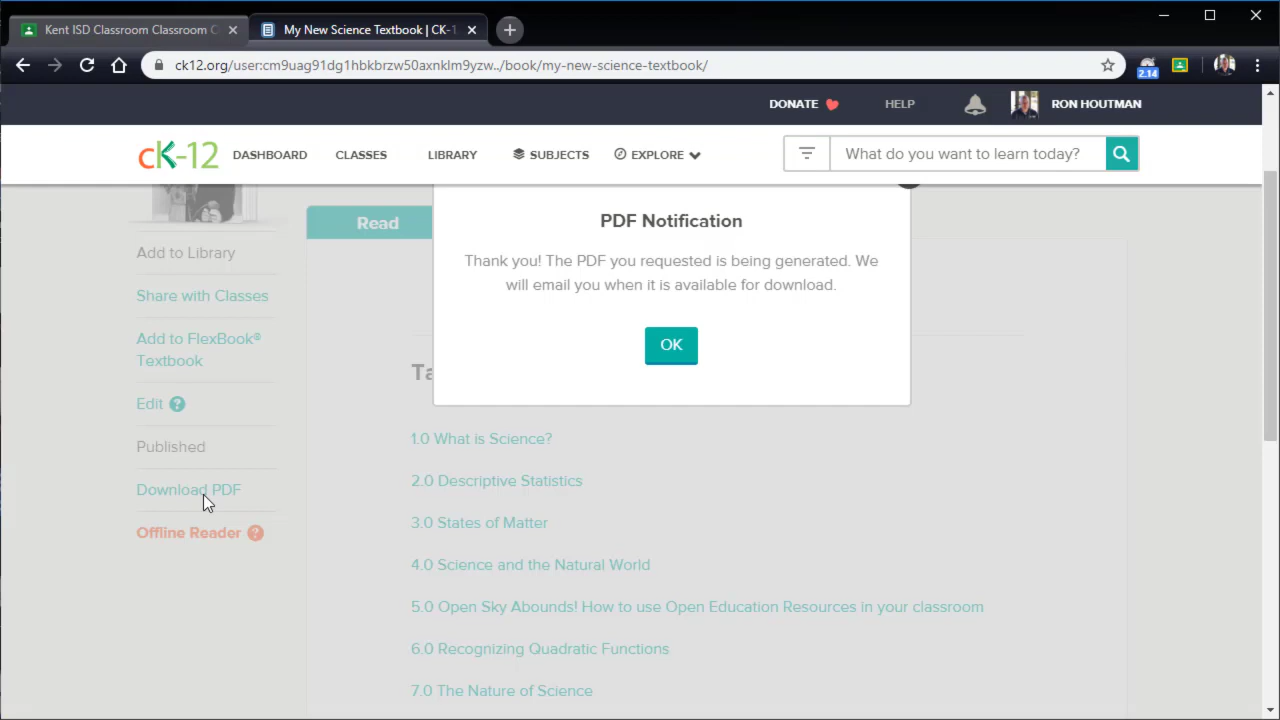 Kent ISD Classroom Classroom C
My New Science Textbook | CK-1
ck12.org/user:cm9uag91dg1hbkbrzw50axnklm9yzw../book/my-new-science-textbook/
2.14
DONATE HELP RON HOUTMAN
cK-12 DASHBOARD CLASSES LIBRARY SUBJECTS EXPLORE What do you want to learn today?
Read
PDF Notification
Thank you! The PDF you requested is being generated. We
will email you when it is available for download.
OK
Add to Library
Share with Classes
Add to FlexBook®
Textbook
Edit ?
Published
Download PDF
Offline Reader ?
Ta
1.0 What is Science?
2.0 Descriptive Statistics
3.0 States of Matter
4.0 Science and the Natural World
5.0 Open Sky Abounds! How to use Open Education Resources in your classroom
6.0 Recognizing Quadratic Functions
7.0 The Nature of Science